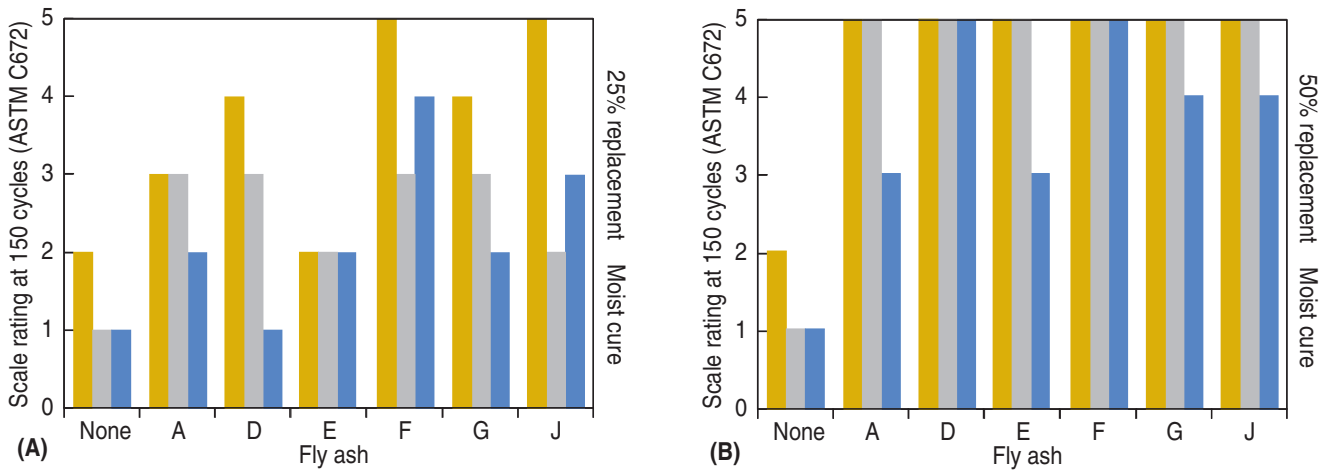 Scale rating at 150 cycles (ASTM C672)
5
4
3
2
1
0
None A D E F G J
Fly ash
25% replacement Moist cure
(A)
Scale rating at 150 cycles (ASTM C672)
5
4
3
2
1
0
None A D E F G J
Fly ash
50% replacement Moist cure
(B)